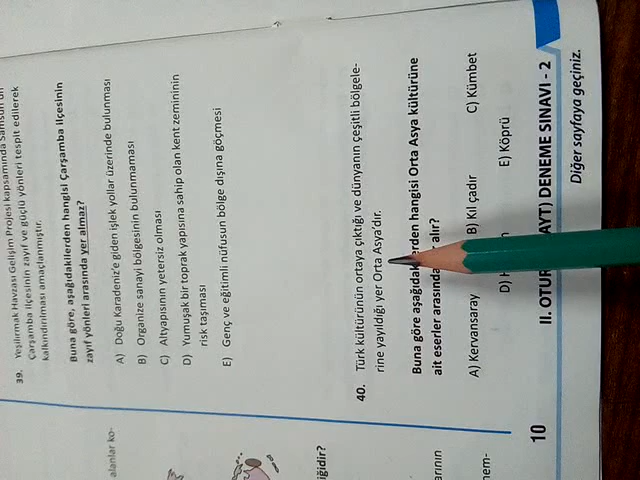 39. Yeşilırmak Havzası Gelişim Projesi kapsamında Samsun'un
Çarşamba ilçesinin zayıf ve güçlü yönleri tespit edilerek
kalkındırılması amaçlanmıştır.
Buna göre, aşağıdakilerden hangisi Çarşamba ilçesinin
zayıf yönleri arasında yer almaz?
A) Doğu Karadeniz'e giden işlek yollar üzerinde bulunması
B) Organize sanayi bölgesinin bulunmaması
C) Altyapısının yetersiz olması
D) Yumuşak bir toprak yapısına sahip olan kent zemininin
risk taşıması
E) Genç ve eğitimli nüfusun bölge dışına göçmesi
40. Türk kültürünün ortaya çıktığı ve dünyanın çeşitli bölgele-
rine yayıldığı yer Orta Asya'dır.
Buna göre aşağıdakilerden hangisi Orta Asya kültürüne
ait eserler arasında alır?
A) Kervansaray B) Kıl çadır C) Kümbet
D) E) Köprü
10 II. OTUR AYT) DENEME SINAVI - 2
Diğer sayfaya geçiniz.
alanlar ko-
iğidir?
arının
nem-